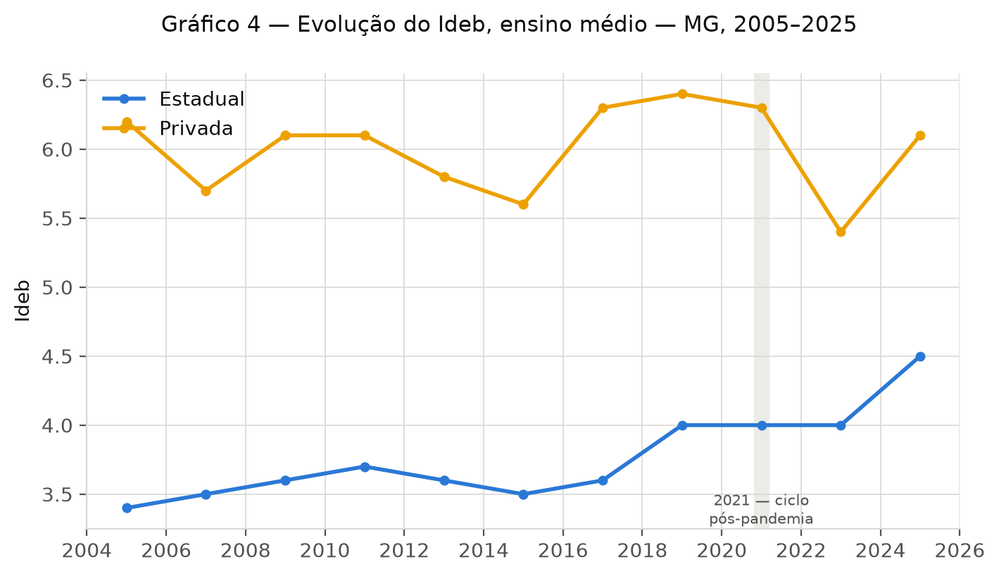 Gráfico 4 — Evolução do Ideb, ensino médio — MG, 2005–2025
Estadual
Privada
Ideb
6.5
6.0
5.5
5.0
4.5
4.0
3.5
2021 — ciclo
pós-pandemia
2004 2006 2008 2010 2012 2014 2016 2018 2020 2022 2024 2026